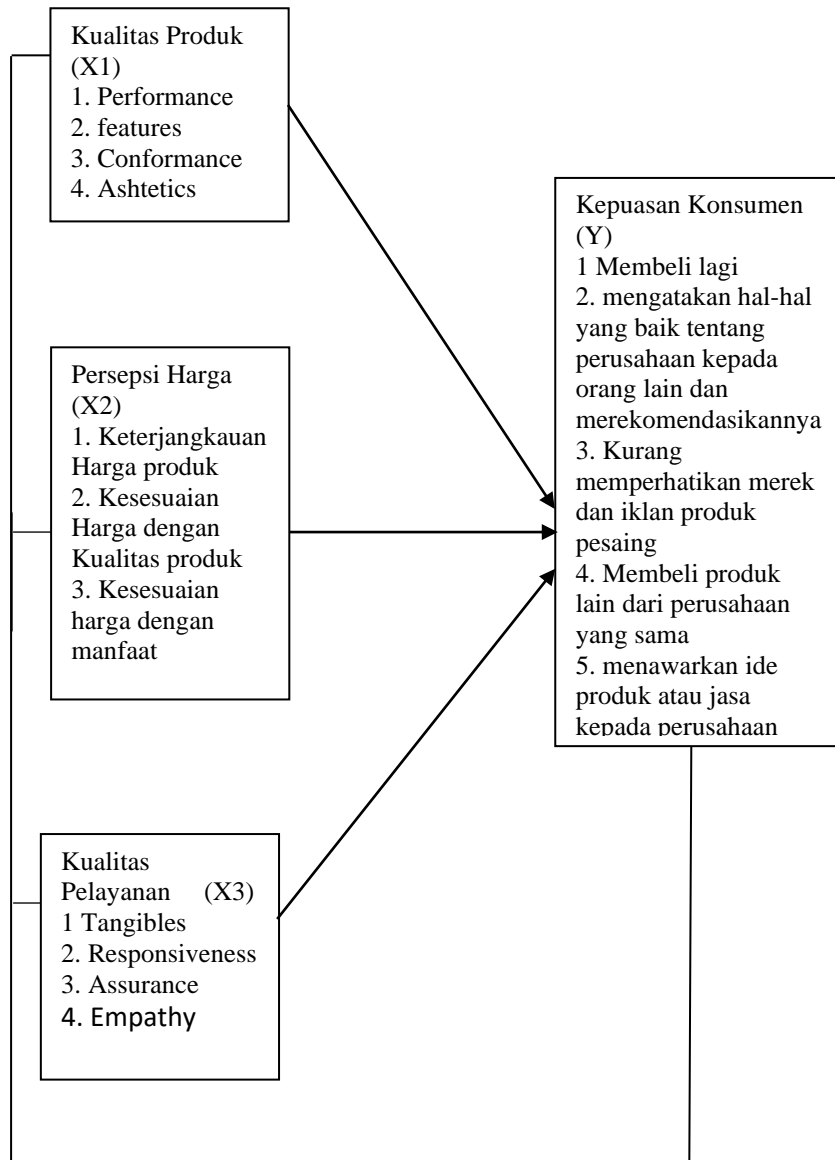 Kualitas Produk
(X1)
1. Performance
2. features
3. Conformance
4. Ashtetics
Kepuasan Konsumen
(Y)
1 Membeli lagi
2. mengatakan hal-hal
yang baik tentang
perusahaan kepada
orang lain dan
merekomendasikannya
3. Kurang
memperhatikan merek
dan iklan produk
pesaing
4. Membeli produk
lain dari perusahaan
yang sama
5. menawarkan ide
produk atau jasa
kepada perusahaan
Persepsi Harga
(X2)
1. Keterjangkauan
Harga produk
2. Kesesuaian
Harga dengan
Kualitas produk
3. Kesesuaian
harga dengan
manfaat
Kualitas
Pelayanan (X3)
1 Tangibles
2. Responsiveness
3. Assurance
4. Empathy